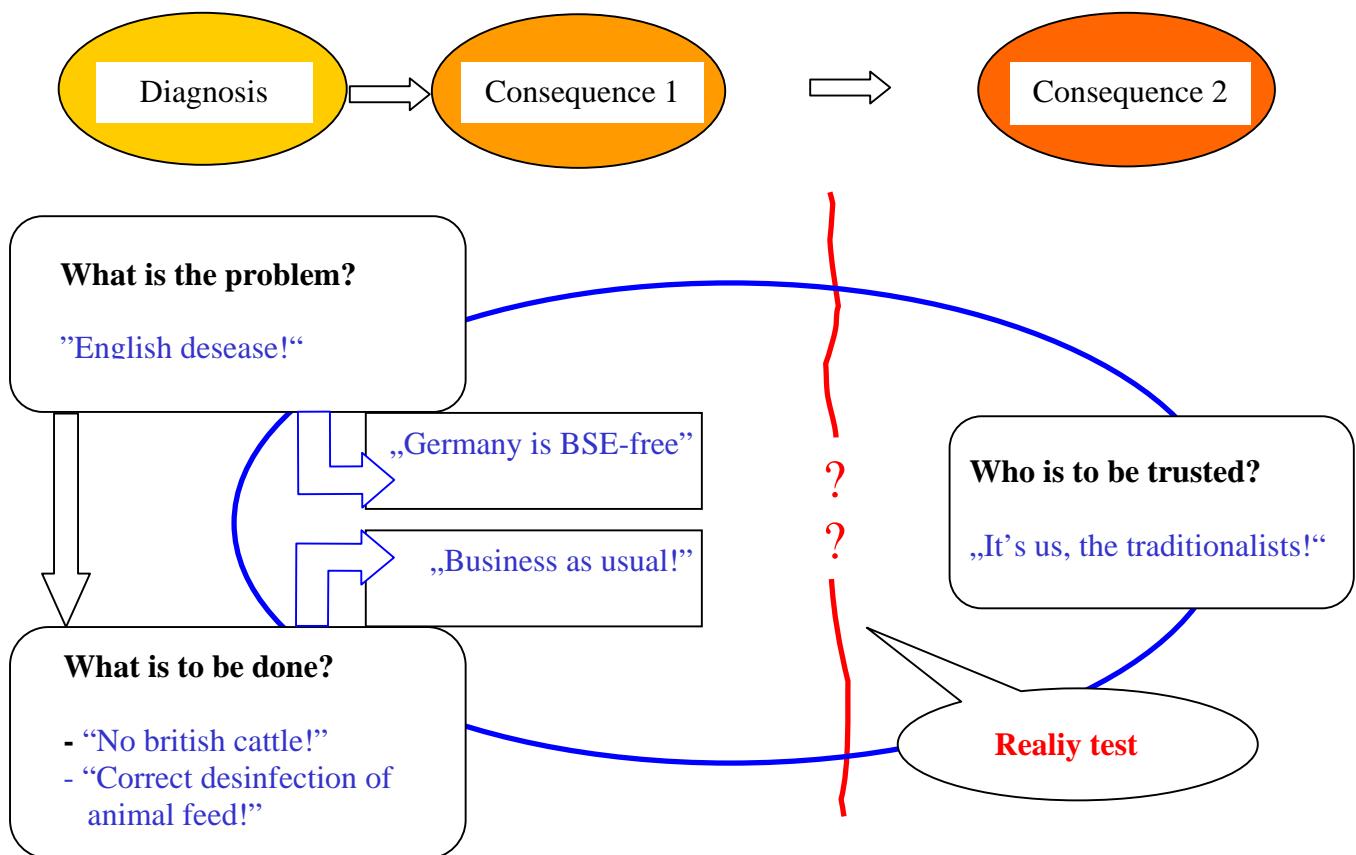 Diagnosis
Consequence 1
Consequence 2
What is the problem?
”English desease!“
„Germany is BSE-free”
„Business as usual!”
?
?
Who is to be trusted?
„It’s us, the traditionalists!“
What is to be done?
- “No british cattle!”
- “Correct desinfection of
animal feed!”
Realiy test